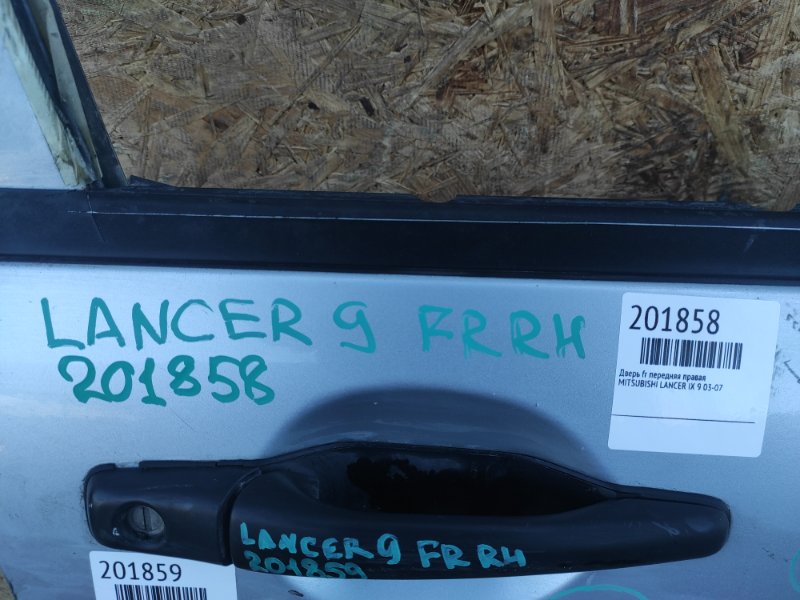 LANCER 9 FRRH
201858
201858
Дверь fr передняя правая
MITSUBISHI LANCER IX 9 03-07
LANCER 9 FR RH
201859
201859